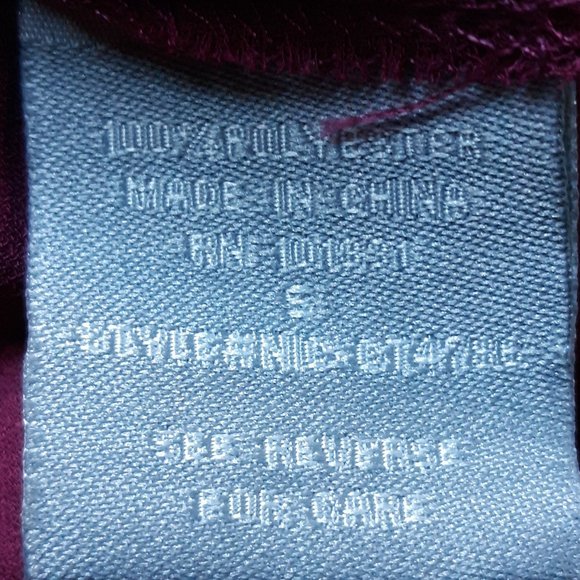 100% POLYESTER
MADE IN CHINA
RN
S
SEE REVERSE
FOR CARE